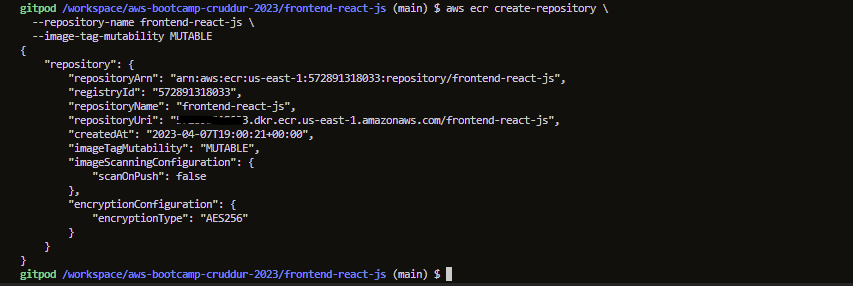 gitpod /workspace/aws-bootcamp-cruddur-2023/frontend-react-js (main) $ aws ecr create-repository \
  --repository-name frontend-react-js \
  --image-tag-mutability MUTABLE
{
    "repository": {
        "repositoryArn": "arn:aws:ecr:us-east-1:572891318033:repository/frontend-react-js",
        "registryId": "572891318033",
        "repositoryName": "frontend-react-js",
        "repositoryUri": "3.dkr.ecr.us-east-1.amazonaws.com/frontend-react-js",
        "createdAt": "2023-04-07T19:00:21+00:00",
        "imageTagMutability": "MUTABLE",
        "imageScanningConfiguration": {
            "scanOnPush": false
        },
        "encryptionConfiguration": {
            "encryptionType": "AES256"
        }
    }
}
gitpod /workspace/aws-bootcamp-cruddur-2023/frontend-react-js (main) $